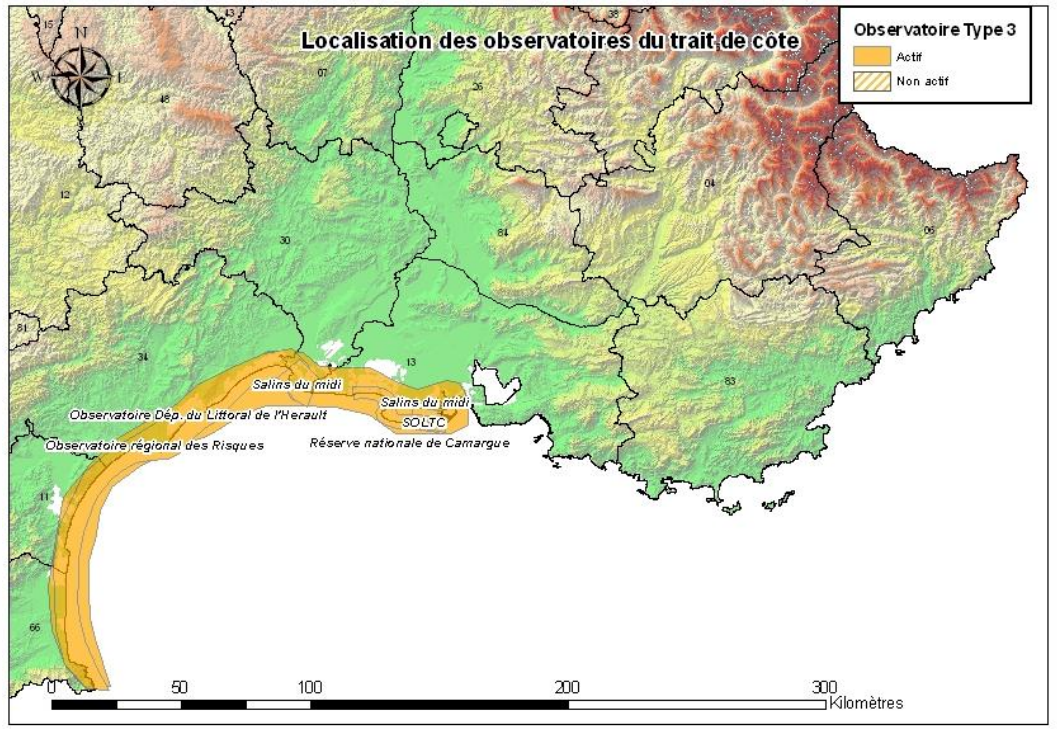 Localisation des observatoires du trait de côte
Observatoire Type 3
Actif
Non actif
N
W
E
15
43
38
07
26
48
04
12
06
84
30
81
34
13
83
Salins du midi
Salins du midi
Observatoire Dép. du Littoral de l'Herault
SOLTC
Observatoire régional des Risques
Réserve nationale de Camargue
11
66
0
50
100
200
300
Kilomètres